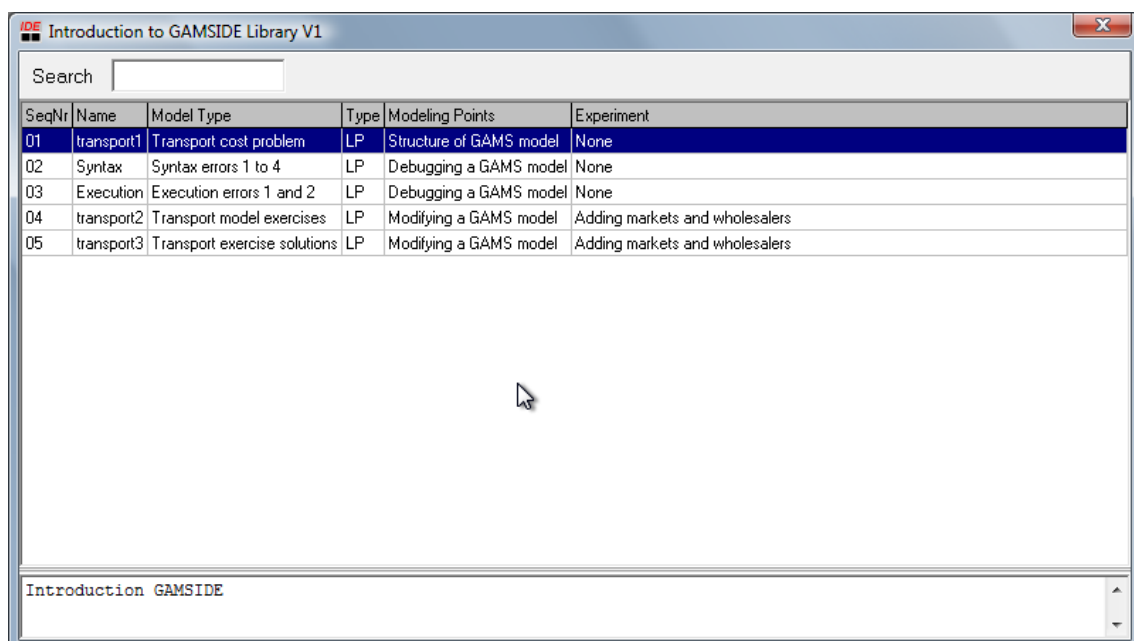 IDE Introduction to GAMSIDE Library V1
Search
SeqNr Name Model Type Type Modeling Points Experiment
01 transport1 Transport cost problem LP Structure of GAMS model None
02 Syntax Syntax errors 1 to 4 LP Debugging a GAMS model None
03 Execution Execution errors 1 and 2 LP Debugging a GAMS model None
04 transport2 Transport model exercises LP Modifying a GAMS model Adding markets and wholesalers
05 transport3 Transport exercise solutions LP Modifying a GAMS model Adding markets and wholesalers
Introduction GAMSIDE